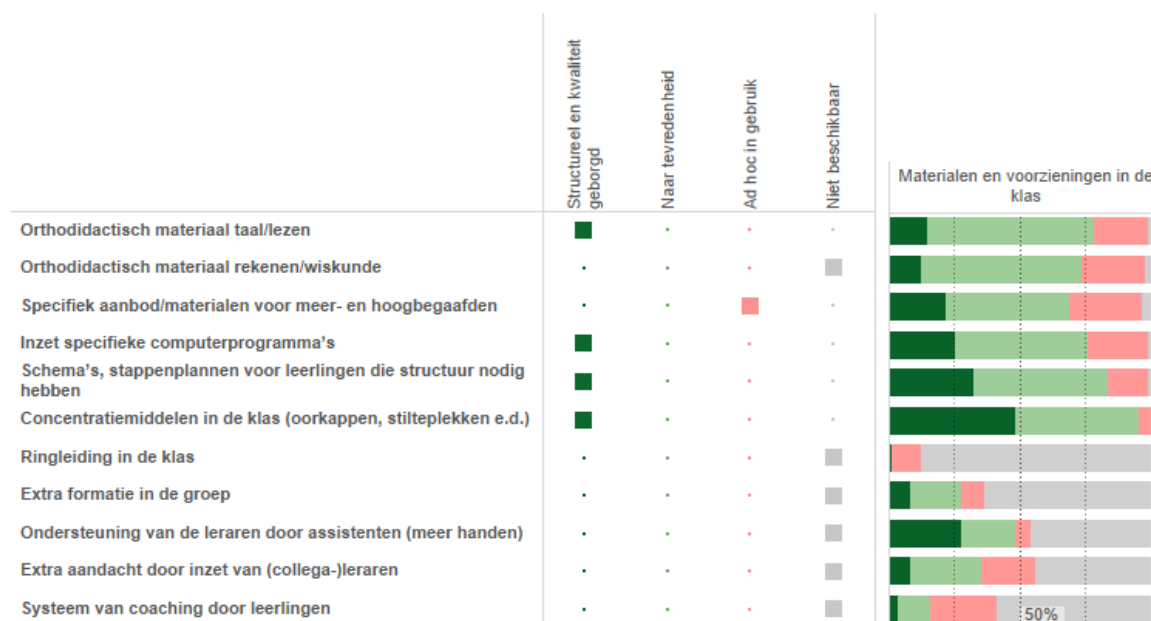 Structureel en kwaliteit
geborgd
Naar tevredenheid
Ad hoc in gebruik
Niet beschikbaar
Materialen en voorzieningen in de
klas
Orthodidactisch materiaal taal/lezen
Orthodidactisch materiaal rekenen/wiskunde
Specifiek aanbod/materialen voor meer- en hoogbegaafden
Inzet specifieke computerprogramma’s
Schema’s, stappenplannen voor leerlingen die structuur nodig
hebben
Concentratiemiddelen in de klas (oorkappen, stilteplekken e.d.)
Ringleiding in de klas
Extra formatie in de groep
Ondersteuning van de leraren door assistenten (meer handen)
Extra aandacht door inzet van (collega-)leraren
Systeem van coaching door leerlingen
50%